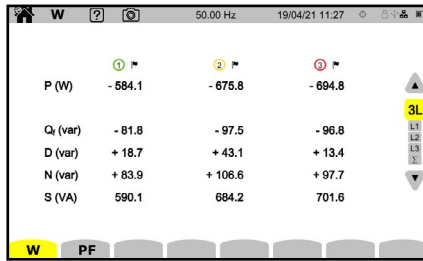 W ? 50.00 Hz 19/04/21 11:27
1 2 3
P (W) - 584.1 - 675.8 - 694.8
3L
Qf (var) - 81.8 - 97.5 - 96.8
L1
L2
D (var) + 18.7 + 43.1 + 13.4
L3
Σ
N (var) + 83.9 + 106.6 + 97.7
S (VA) 590.1 684.2 701.6
W PF